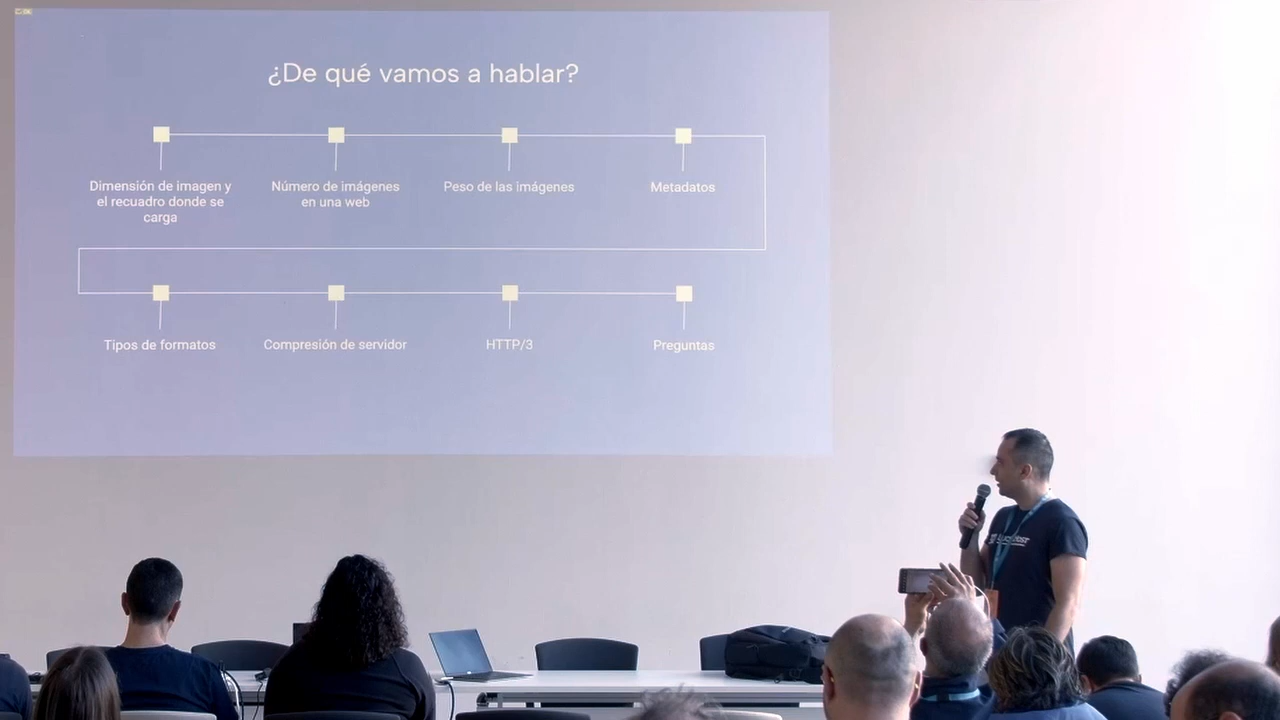 ¿De qué vamos a hablar?
Dimensión de imagen y
el recuadro donde se
carga
Número de imágenes
en una web
Peso de las imágenes
Metadatos
Tipos de formatos
Compresión de servidor
HTTP/3
Preguntas